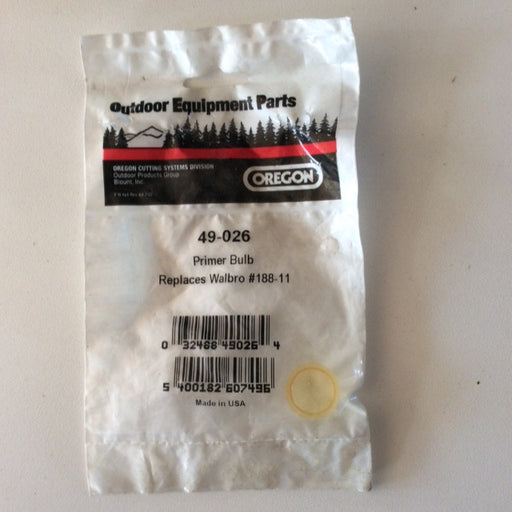 Outdoor Equipment Parts
OREGON CUTTING SYSTEMS DIVISION
Outdoor Products Group
Blount, Inc.
OREGON
49-026
Primer Bulb
Replaces Walbro #188-11
0 32488 49026 4
5 400182 607496
Made in USA